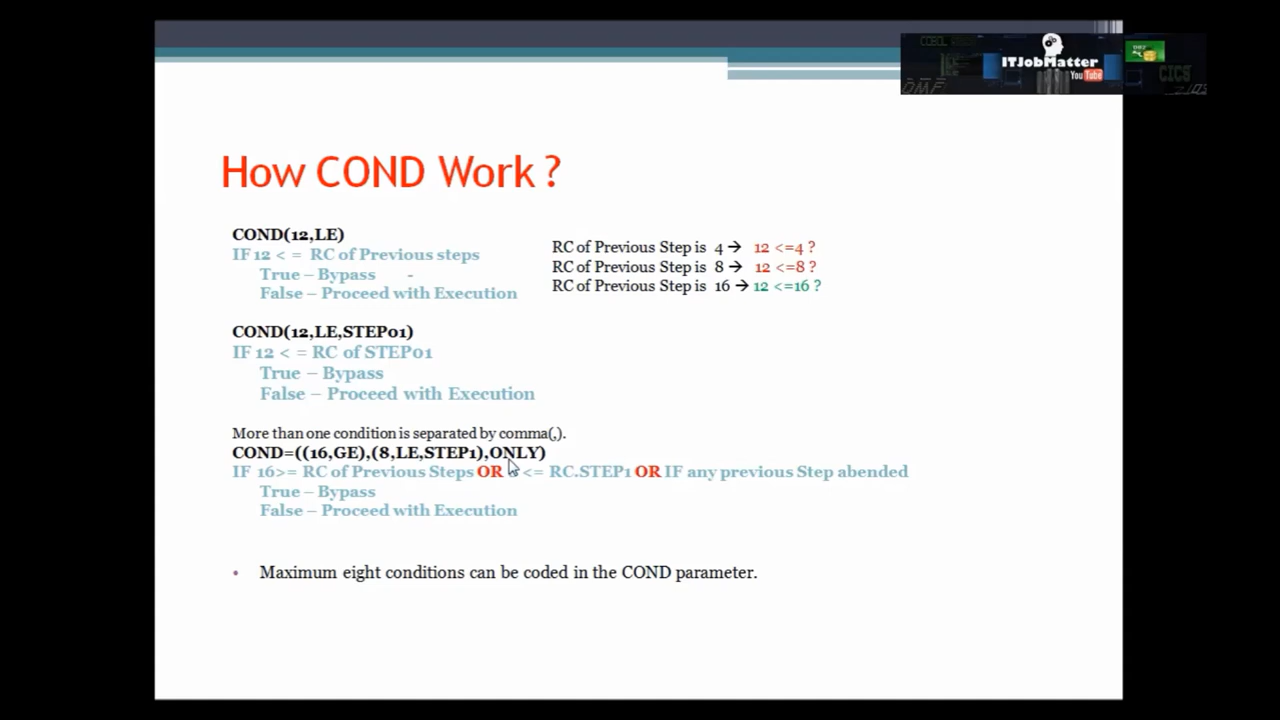 COBOL
ITJobMatter
YouTube
DB2
CICS
How COND Work ?
COND(12,LE)
IF 12 < = RC of Previous steps
True – Bypass -
False – Proceed with Execution
RC of Previous Step is 4 → 12 <=4 ?
RC of Previous Step is 8 → 12 <=8 ?
RC of Previous Step is 16 → 12 <=16 ?
COND(12,LE,STEP01)
IF 12 < = RC of STEP01
True – Bypass
False – Proceed with Execution
More than one condition is separated by comma(,).
COND=((16,GE),(8,LE,STEP1),ONLY)
IF 16>= RC of Previous Steps OR <= RC.STEP1 OR IF any previous Step abended
True – Bypass
False – Proceed with Execution
• Maximum eight conditions can be coded in the COND parameter.